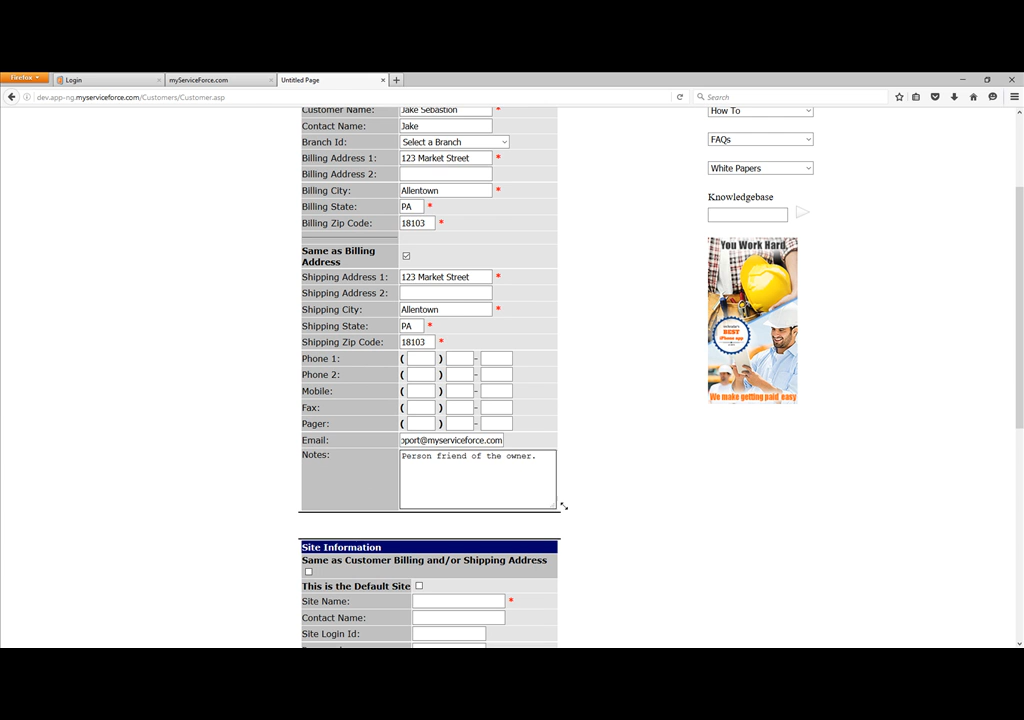 Firefox
Login
myServiceForce.com
Untitled Page
dev.app-ng.myserviceforce.com/Customers/Customer.asp
Search
Customer Name: Jake Sebastion *
Contact Name: Jake
Branch Id: Select a Branch
Billing Address 1: 123 Market Street *
Billing Address 2:
Billing City: Allentown *
Billing State: PA *
Billing Zip Code: 18103 *
Same as Billing
Address
Shipping Address 1: 123 Market Street *
Shipping Address 2:
Shipping City: Allentown *
Shipping State: PA *
Shipping Zip Code: 18103 *
Phone 1: ( ) -
Phone 2: ( ) -
Mobile: ( ) -
Fax: ( ) -
Pager: ( ) -
Email: pport@myserviceforce.com
Notes: Person friend of the owner.
Site Information
Same as Customer Billing and/or Shipping Address
This is the Default Site
Site Name: *
Contact Name:
Site Login Id:
How To
FAQs
White Papers
Knowledgebase
You Work Hard,
BEST
iPhone app
We make getting paid easy